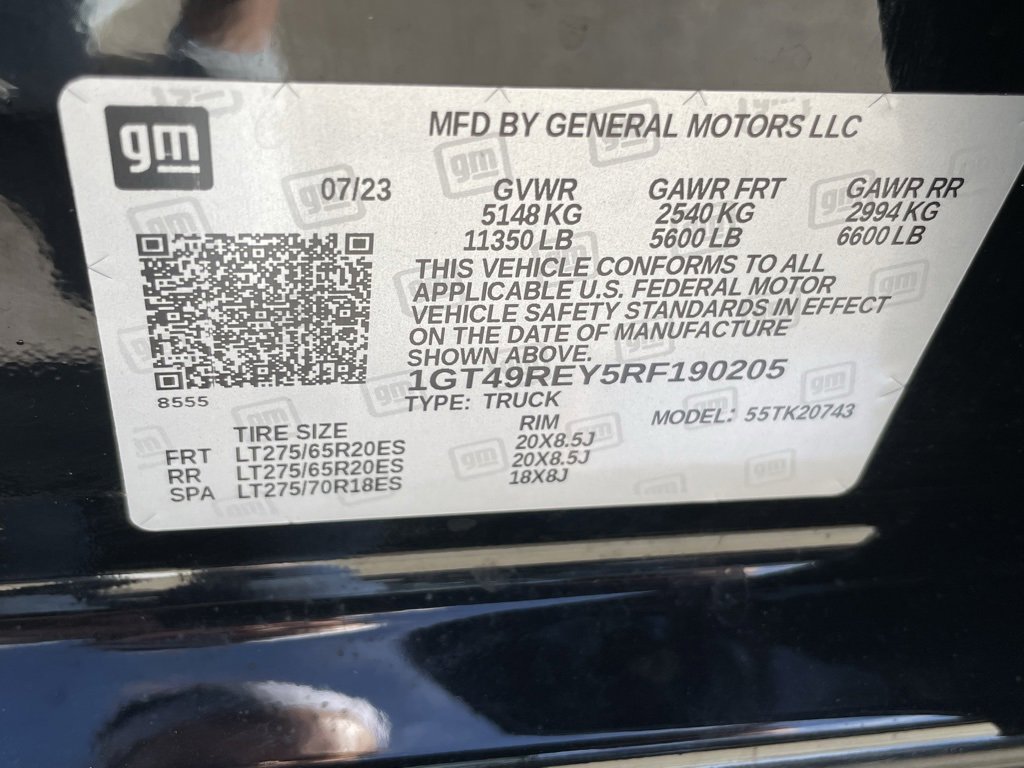 gm
MFD BY GENERAL MOTORS LLC
07/23
GVWR GAWR FRT GAWR RR
5148 KG 2540 KG 2994 KG
11350 LB 5600 LB 6600 LB
THIS VEHICLE CONFORMS TO ALL
APPLICABLE U.S. FEDERAL MOTOR
VEHICLE SAFETY STANDARDS IN EFFECT
ON THE DATE OF MANUFACTURE
SHOWN ABOVE.
8555
1GT49REY5RF190205
TYPE: TRUCK MODEL: 55TK20743
TIRE SIZE RIM
FRT LT275/65R20ES 20X8.5J
RR LT275/65R20ES 20X8.5J
SPA LT275/70R18ES 18X8J